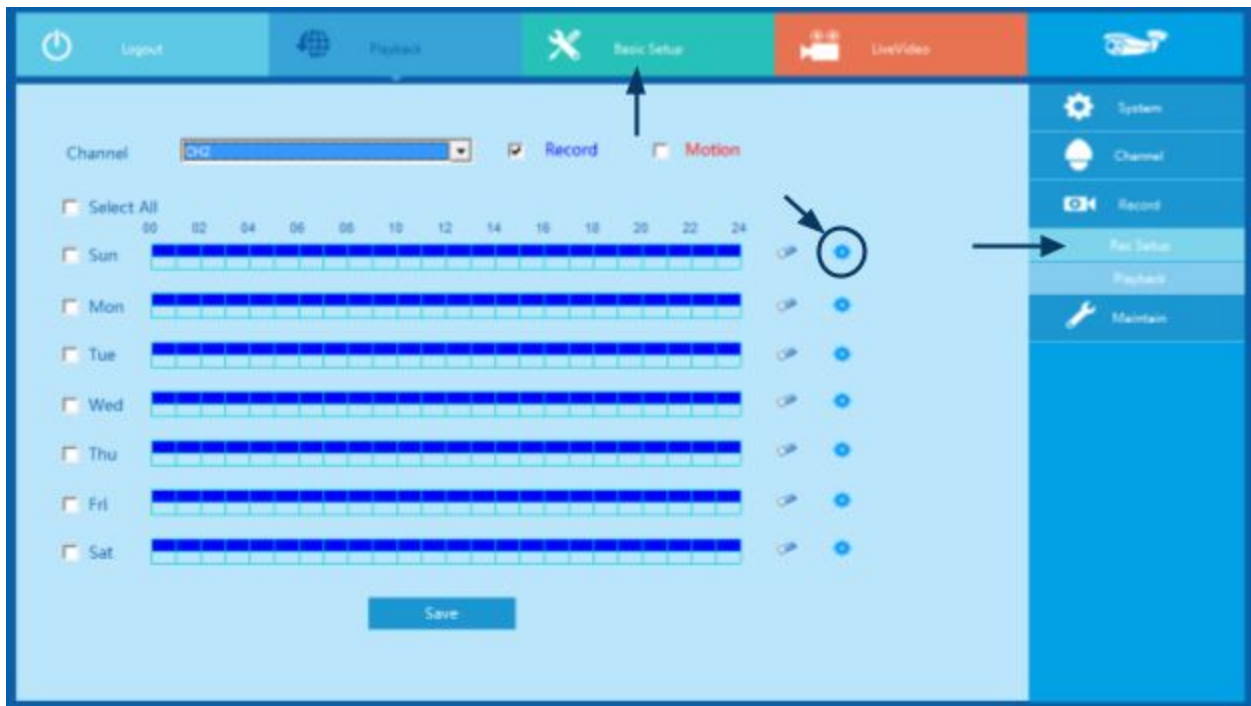 Logout Playback Basic Setup LiveVideo
System
Channel CH2 Record Motion
Channel
Select All
Record
00 02 04 06 08 10 12 14 16 18 20 22 24
Sun
Rec Setup
Playback
Mon
Maintain
Tue
Wed
Thu
Fri
Sat
Save